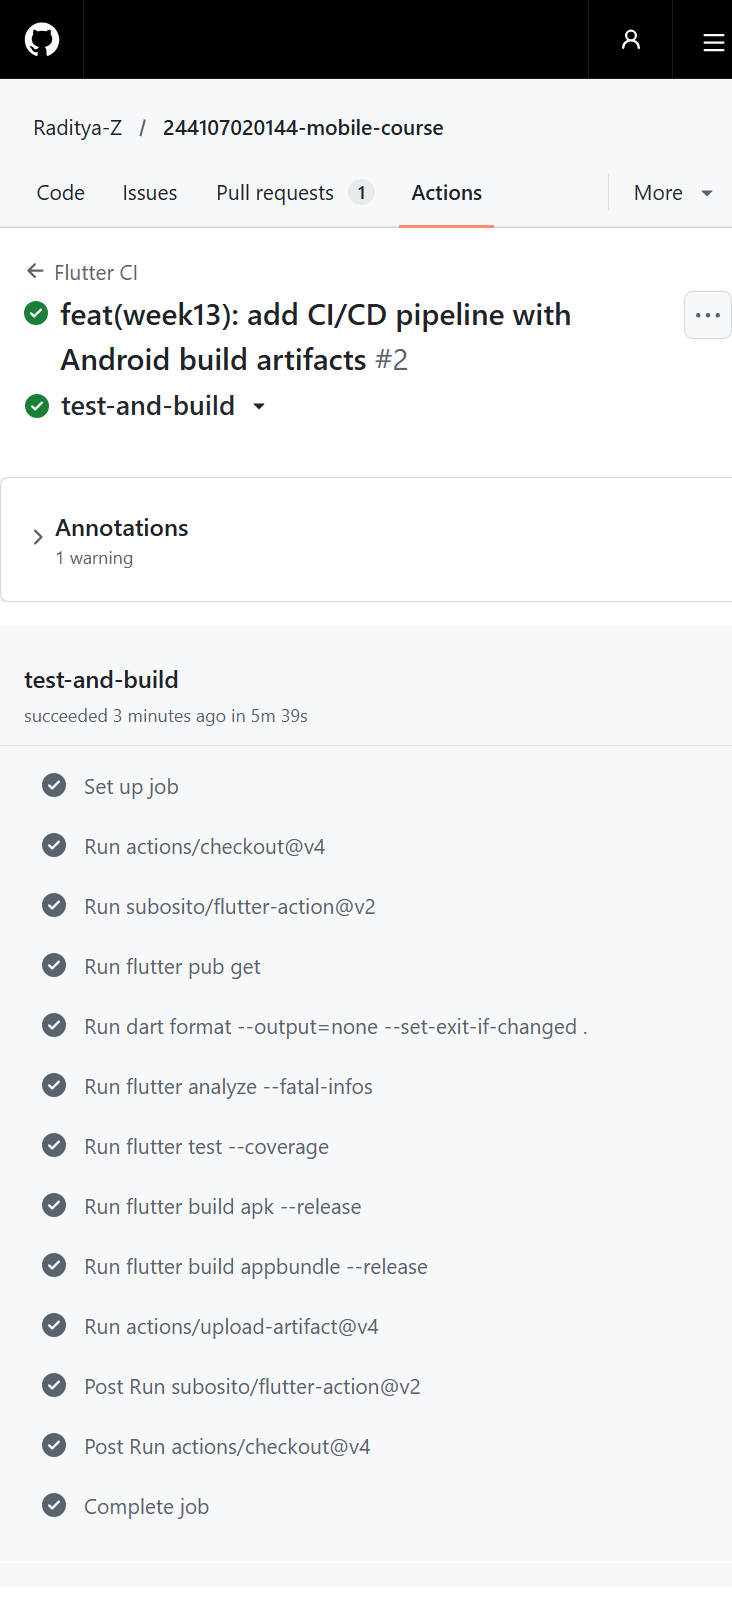 Raditya-Z / 244107020144-mobile-course
Code Issues Pull requests 1 Actions More
Flutter CI
feat(week13): add CI/CD pipeline with
Android build artifacts #2
test-and-build
Annotations
1 warning
test-and-build
succeeded 3 minutes ago in 5m 39s
Set up job
Run actions/checkout@v4
Run subosito/flutter-action@v2
Run flutter pub get
Run dart format --output=none --set-exit-if-changed .
Run flutter analyze --fatal-infos
Run flutter test --coverage
Run flutter build apk --release
Run flutter build appbundle --release
Run actions/upload-artifact@v4
Post Run subosito/flutter-action@v2
Post Run actions/checkout@v4
Complete job